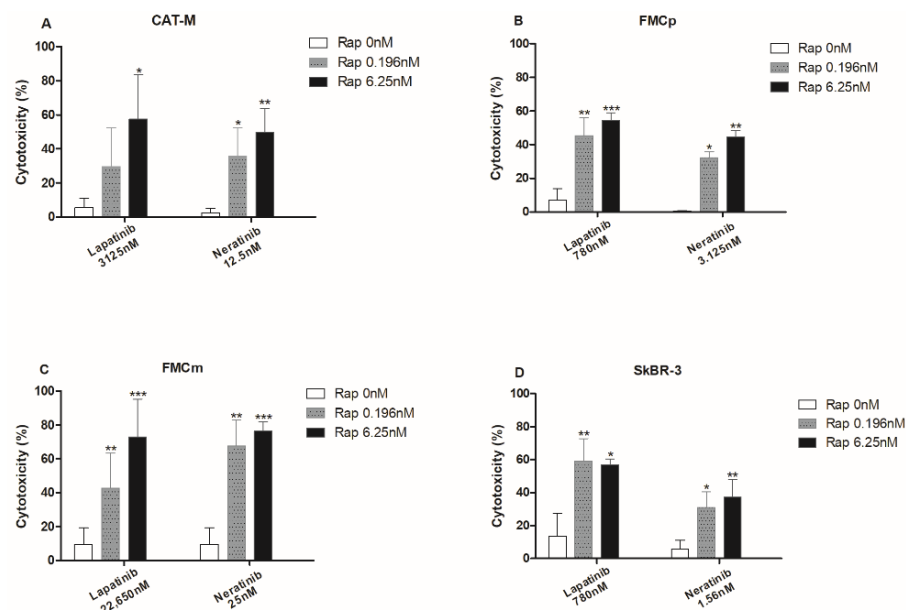 A
CAT-M
Rap 0nM
Rap 0.196nM
Rap 6.25nM
Cytotoxicity (%)
100
80
60
40
20
0
*
*
**
Lapatinib
3125nM
Neratinib
12.5nM
B
FMCp
Rap 0nM
Rap 0.196nM
Rap 6.25nM
Cytotoxicity (%)
100
80
60
40
20
0
**
***
*
**
Lapatinib
780nM
Neratinib
3.125nM
C
FMCm
Rap 0nM
Rap 0.196nM
Rap 6.25nM
Cytotoxicity (%)
100
80
60
40
20
0
**
***
**
***
Lapatinib
22,650nM
Neratinib
25nM
D
SkBR-3
Rap 0nM
Rap 0.196nM
Rap 6.25nM
Cytotoxicity (%)
100
80
60
40
20
0
**
*
*
**
Lapatinib
780nM
Neratinib
1.56nM